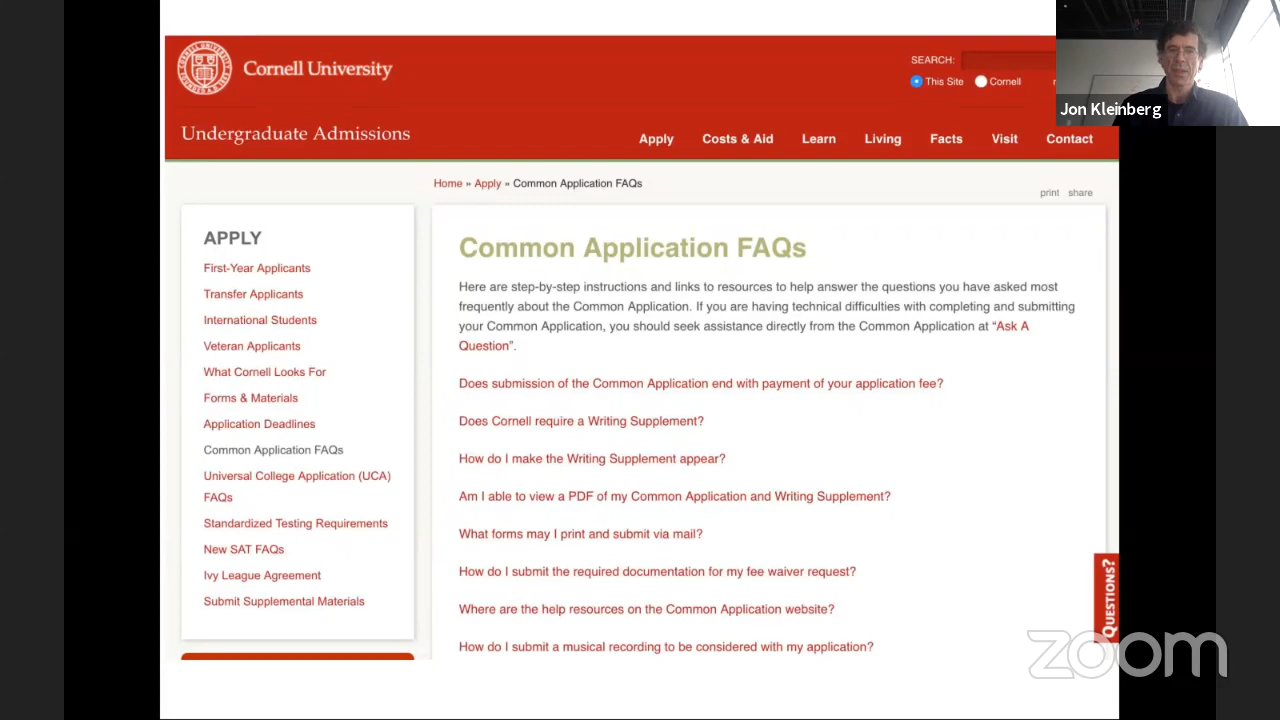 Cornell University
SEARCH:
This Site
Cornell
Jon Kleinberg
Undergraduate Admissions
Apply
Costs & Aid
Learn
Living
Facts
Visit
Contact
Home » Apply » Common Application FAQs
print share
APPLY
First-Year Applicants
Transfer Applicants
International Students
Veteran Applicants
What Cornell Looks For
Forms & Materials
Application Deadlines
Common Application FAQs
Universal College Application (UCA)
FAQs
Standardized Testing Requirements
New SAT FAQs
Ivy League Agreement
Submit Supplemental Materials
Common Application FAQs
Here are step-by-step instructions and links to resources to help answer the questions you have asked most
frequently about the Common Application. If you are having technical difficulties with completing and submitting
your Common Application, you should seek assistance directly from the Common Application at “Ask A
Question”.
Does submission of the Common Application end with payment of your application fee?
Does Cornell require a Writing Supplement?
How do I make the Writing Supplement appear?
Am I able to view a PDF of my Common Application and Writing Supplement?
What forms may I print and submit via mail?
How do I submit the required documentation for my fee waiver request?
Where are the help resources on the Common Application website?
How do I submit a musical recording to be considered with my application?
QUESTIONS?
zoom